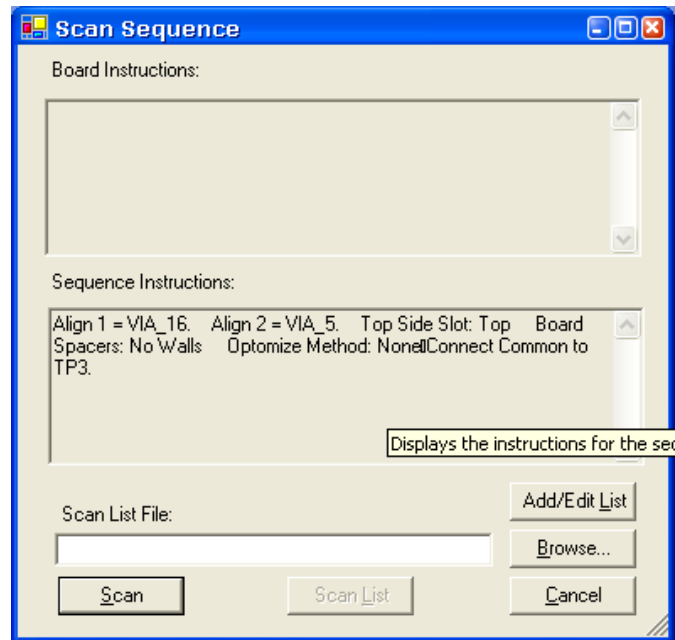 Scan Sequence
Board Instructions:
Sequence Instructions:
Align 1 = VIA_16.    Align 2 = VIA_5.    Top Side Slot: Top    Board
Spacers: No Walls    Optomize Method: None▯Connect Common to
TP3.
Displays the instructions for the sec
Add/Edit List
Scan List File:
Browse...
Scan
Scan List
Cancel